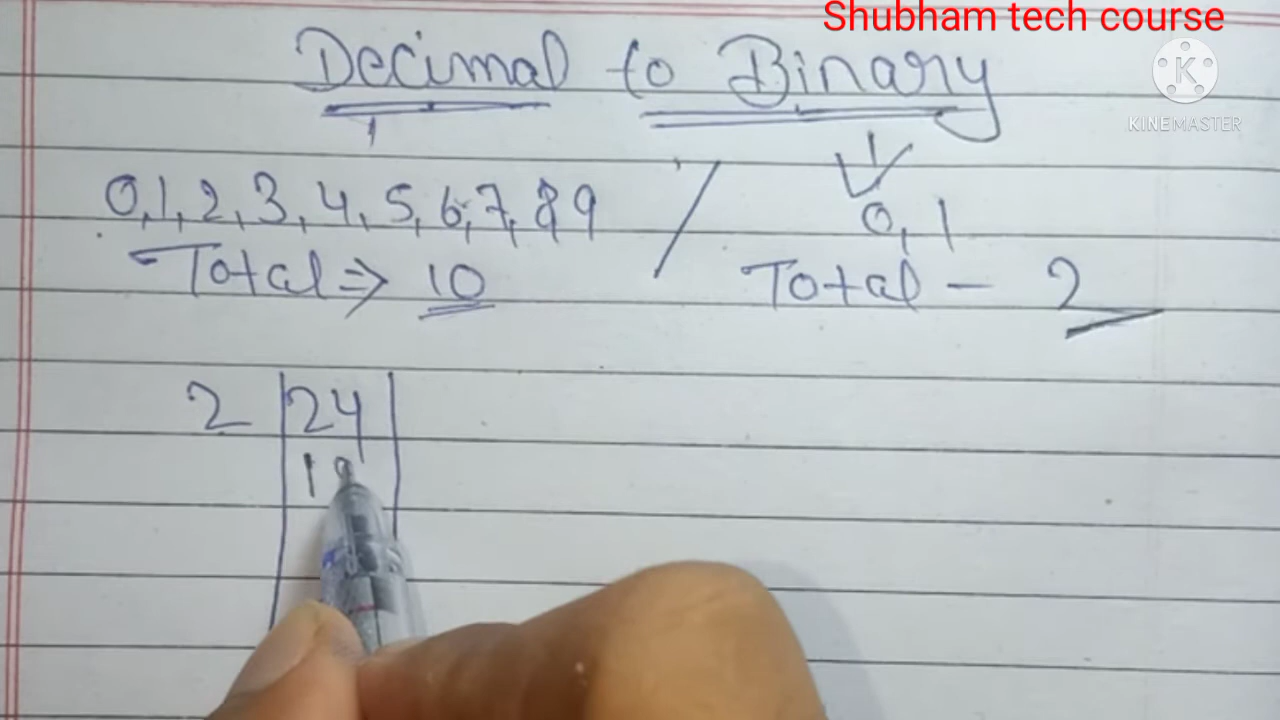 Shubham tech course
Decimal to Binary
KINEMASTER
0,1,2,3,4,5,6,7,8,9
0,1
Total ⇒ 10
Total - 2
2 24